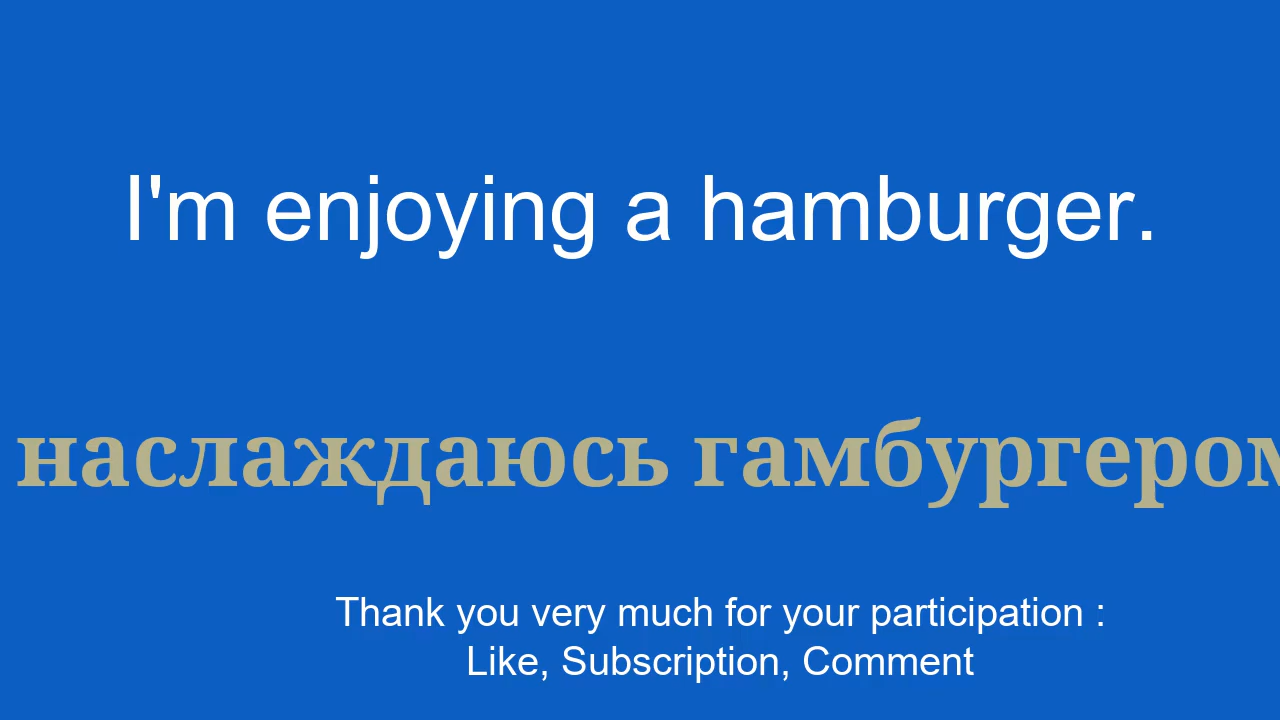 I'm enjoying a hamburger.
наслаждаюсь гамбургером
Thank you very much for your participation :
Like, Subscription, Comment